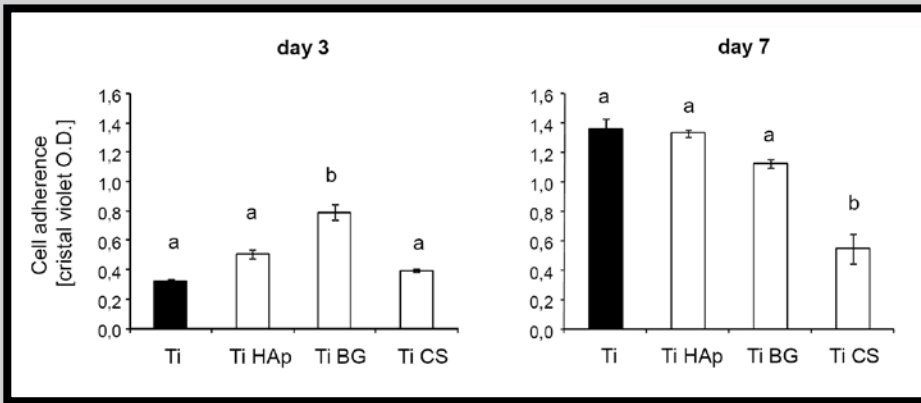 day 3
day 7
Cell adherence
[cristal violet O.D.]
1,6
1,4
1,2
1,0
0,8
0,6
0,4
0,2
0,0
a
a
b
a
Ti
Ti HAp
Ti BG
Ti CS
1,6
1,4
1,2
1,0
0,8
0,6
0,4
0,2
0,0
a
a
a
b
Ti
Ti HAp
Ti BG
Ti CS